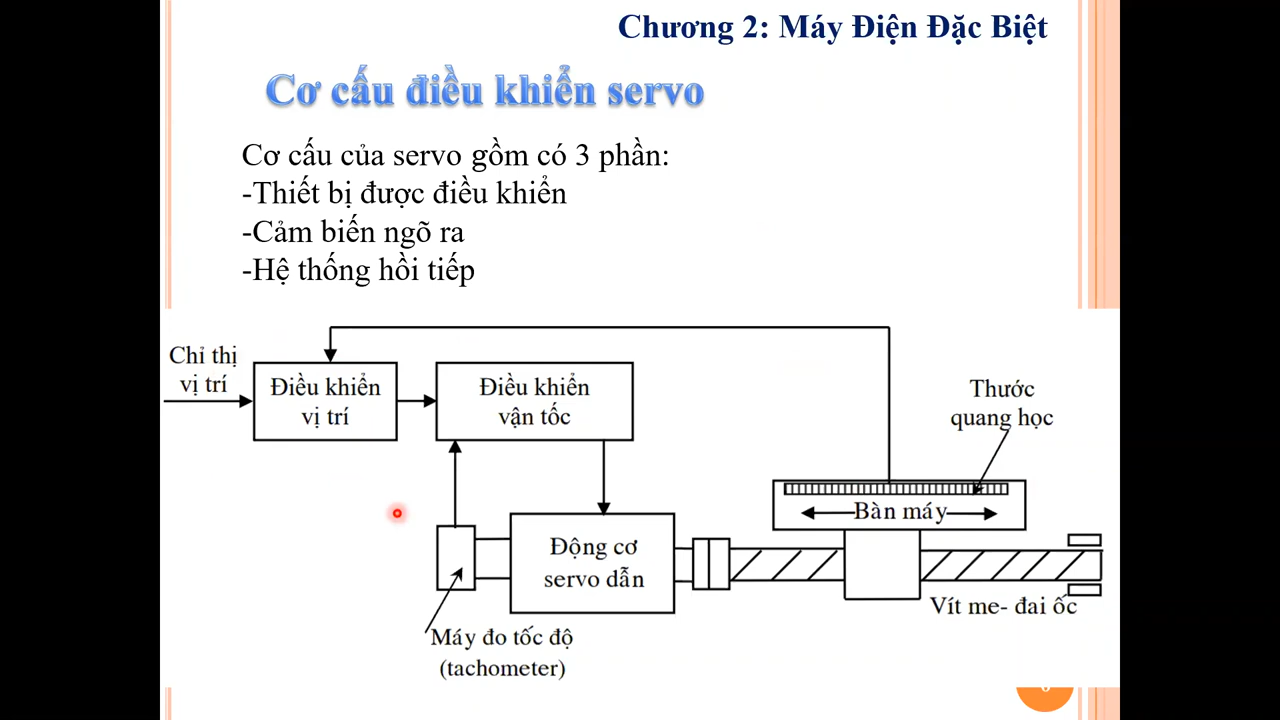 Chương 2: Máy Điện Đặc Biệt
Cơ cấu điều khiển servo
Cơ cấu của servo gồm có 3 phần:
-Thiết bị được điều khiển
-Cảm biến ngõ ra
-Hệ thống hồi tiếp
Chỉ thị
vị trí
Điều khiển
vị trí
Điều khiển
vận tốc
Thước
quang học
Bàn máy
Động cơ
servo dẫn
Vít me- đai ốc
Máy đo tốc độ
(tachometer)